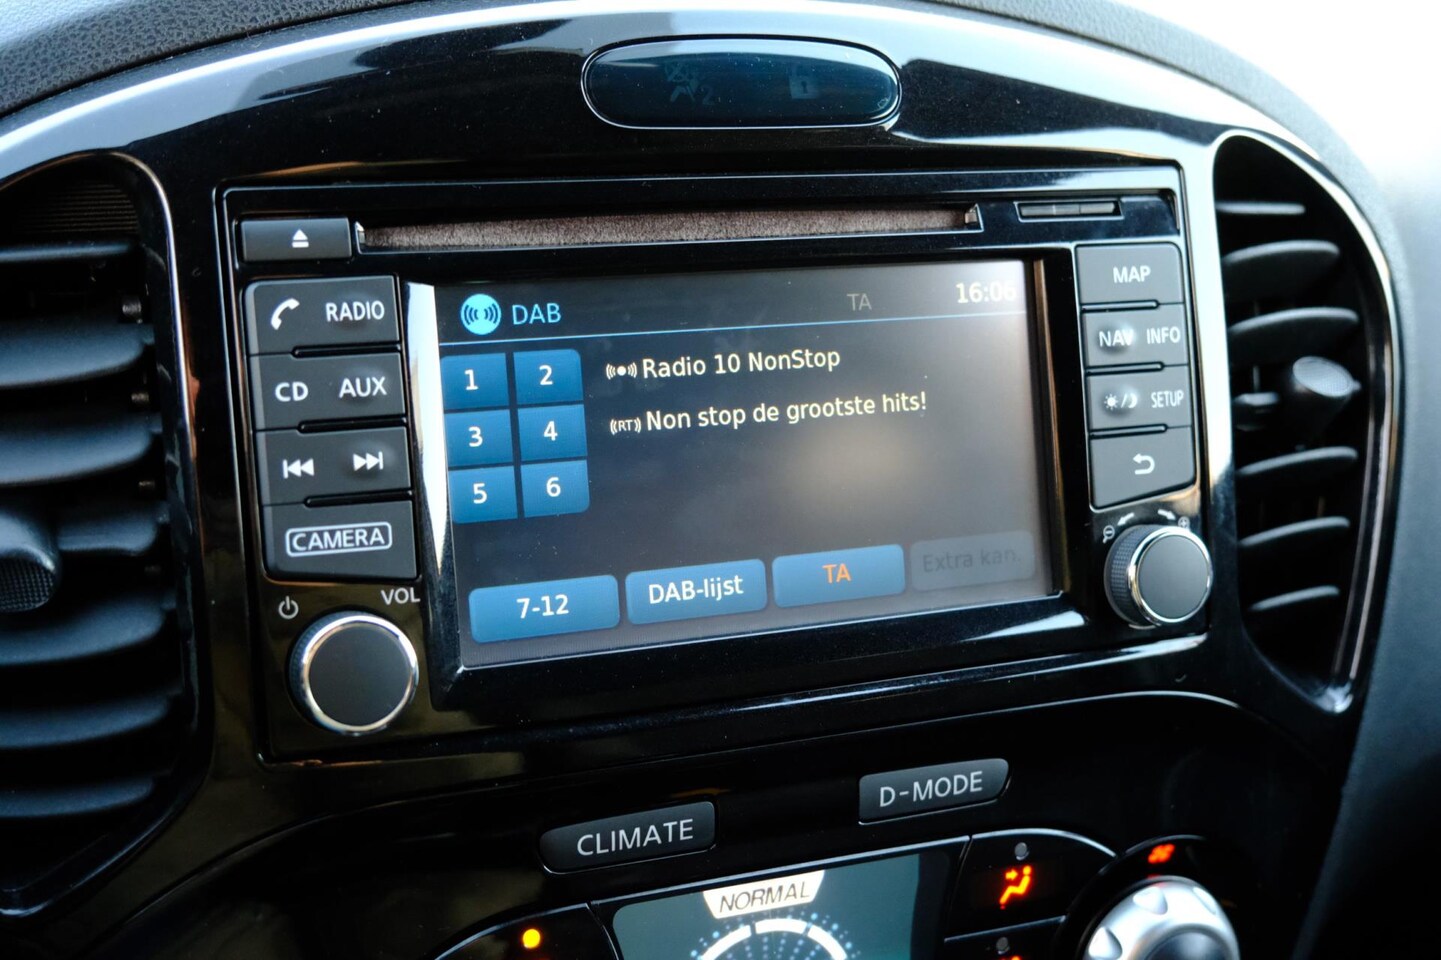 2
1
MAP
RADIO
DAB
TA
16:06
NAV INFO
CD AUX
1 2
Radio 10 NonStop
SETUP
3 4
(RT) Non stop de grootste hits!
5 6
CAMERA
VOL
7-12
DAB-lijst
TA
Extra kan.
D-MODE
CLIMATE
NORMAL